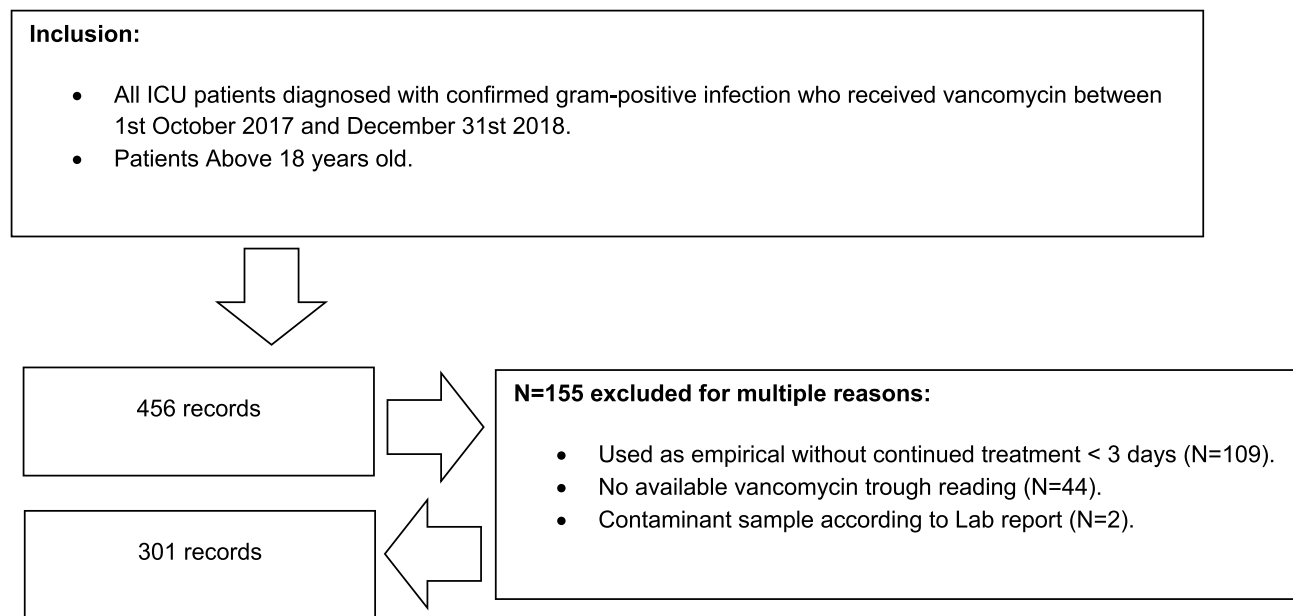 Inclusion:
• All ICU patients diagnosed with confirmed gram-positive infection who received vancomycin between
1st October 2017 and December 31st 2018.
• Patients Above 18 years old.
456 records
N=155 excluded for multiple reasons:
• Used as empirical without continued treatment < 3 days (N=109).
• No available vancomycin trough reading (N=44).
• Contaminant sample according to Lab report (N=2).
301 records